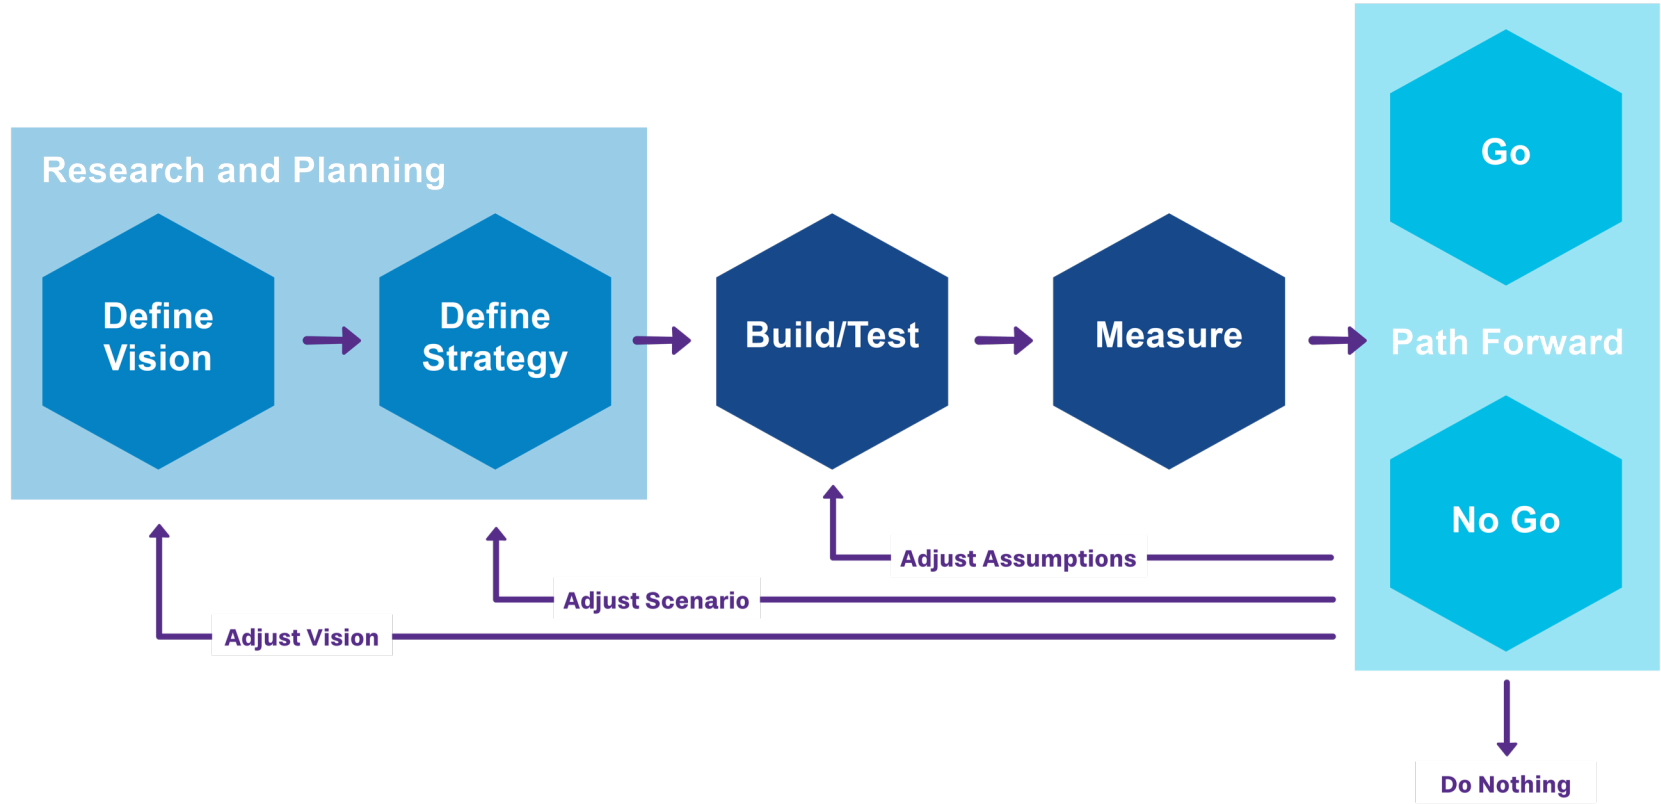 Research and Planning
Define
Vision
Define
Strategy
Build/Test
Measure
Go
Path Forward
No Go
Adjust Assumptions
Adjust Scenario
Adjust Vision
Do Nothing